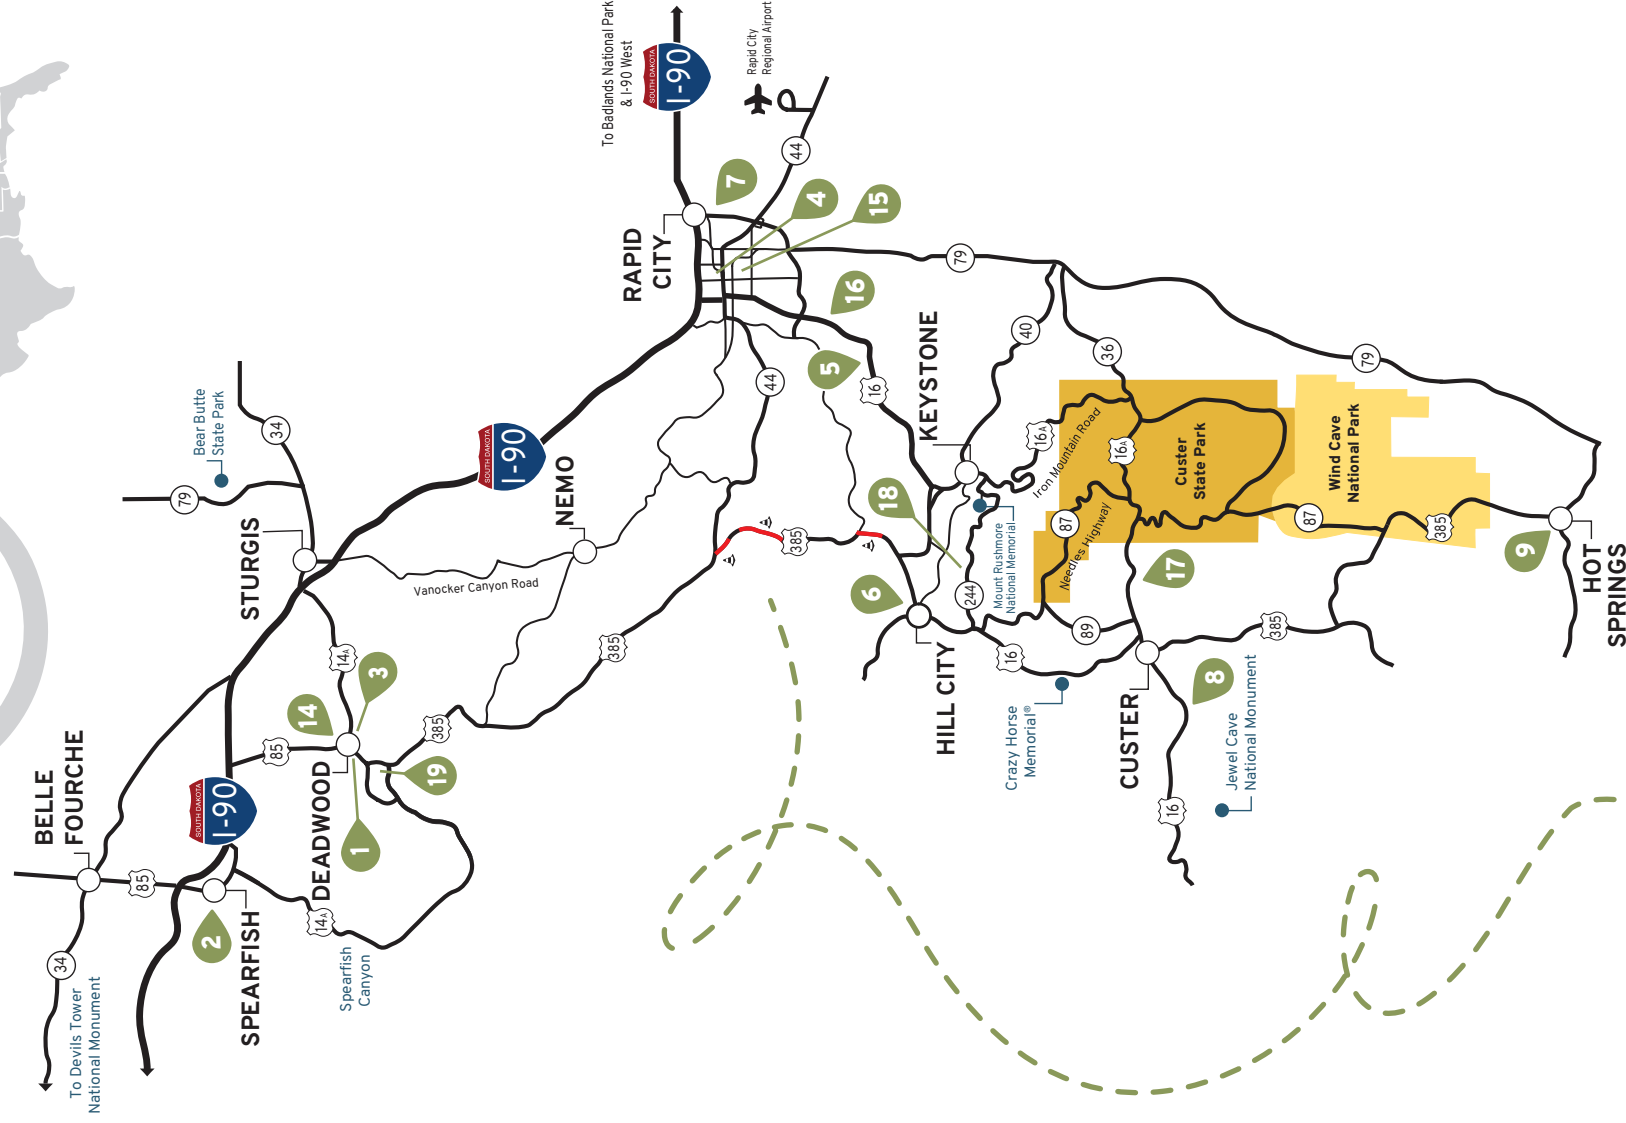 To Devils Tower
National Monument
34
BELLE
FOURCHE
85
2
SPEARFISH
SOUTH DAKOTA
I-90
14A
Spearfish
Canyon
85
14
DEADWOOD
1
3
19
14A
385
STURGIS
79
34
Bear Butte
State Park
Vanocker Canyon Road
NEMO
SOUTH DAKOTA
I-90
385
385
44
RAPID
CITY
To Badlands National Park
& I-90 West
SOUTH DAKOTA
I-90
Rapid City
Regional Airport
44
7
4
15
16
5
16
79
KEYSTONE
40
36
18
6
HILL CITY
244
Mount Rushmore
National Memorial
16A
Iron Mountain Road
16A
87
Needles Highway
Custer
State Park
Wind Cave
National Park
87
79
385
16
89
Crazy Horse
Memorial®
CUSTER
17
8
385
16
Jewel Cave
National Monument
9
HOT
SPRINGS